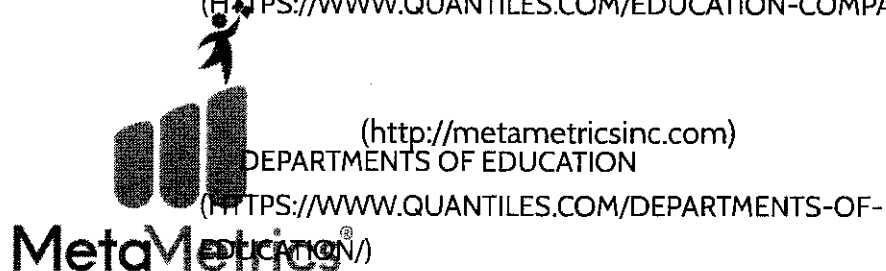 (HTTPS://WWW.QUANTILES.COM/EDUCATION-COMPA
(http://metametricsinc.com)
DEPARTMENTS OF EDUCATION
(HTTPS://WWW.QUANTILES.COM/DEPARTMENTS-OF-
EDUCATION/)
MetaMetrics®